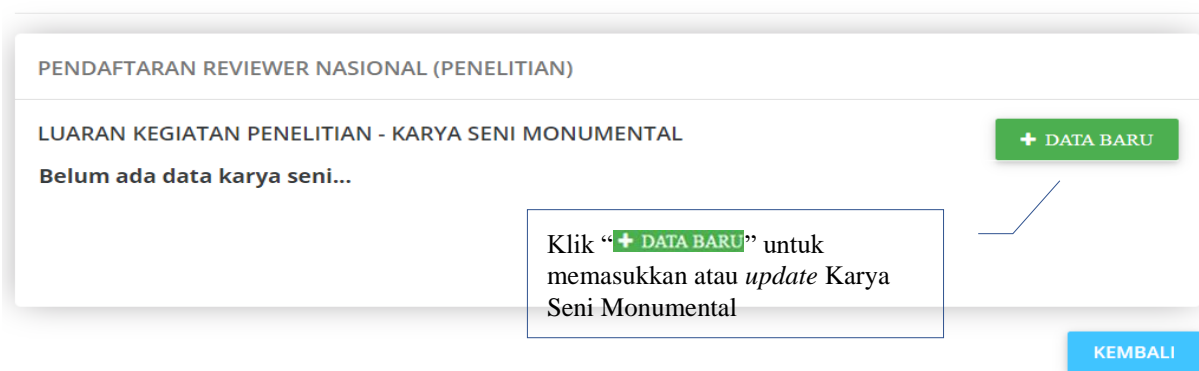 PENDAFTARAN REVIEWER NASIONAL (PENELITIAN)
LUARAN KEGIATAN PENELITIAN - KARYA SENI MONUMENTAL
+ DATA BARU
Belum ada data karya seni...
Klik “+ DATA BARU” untuk
memasukkan atau update Karya
Seni Monumental
KEMBALI